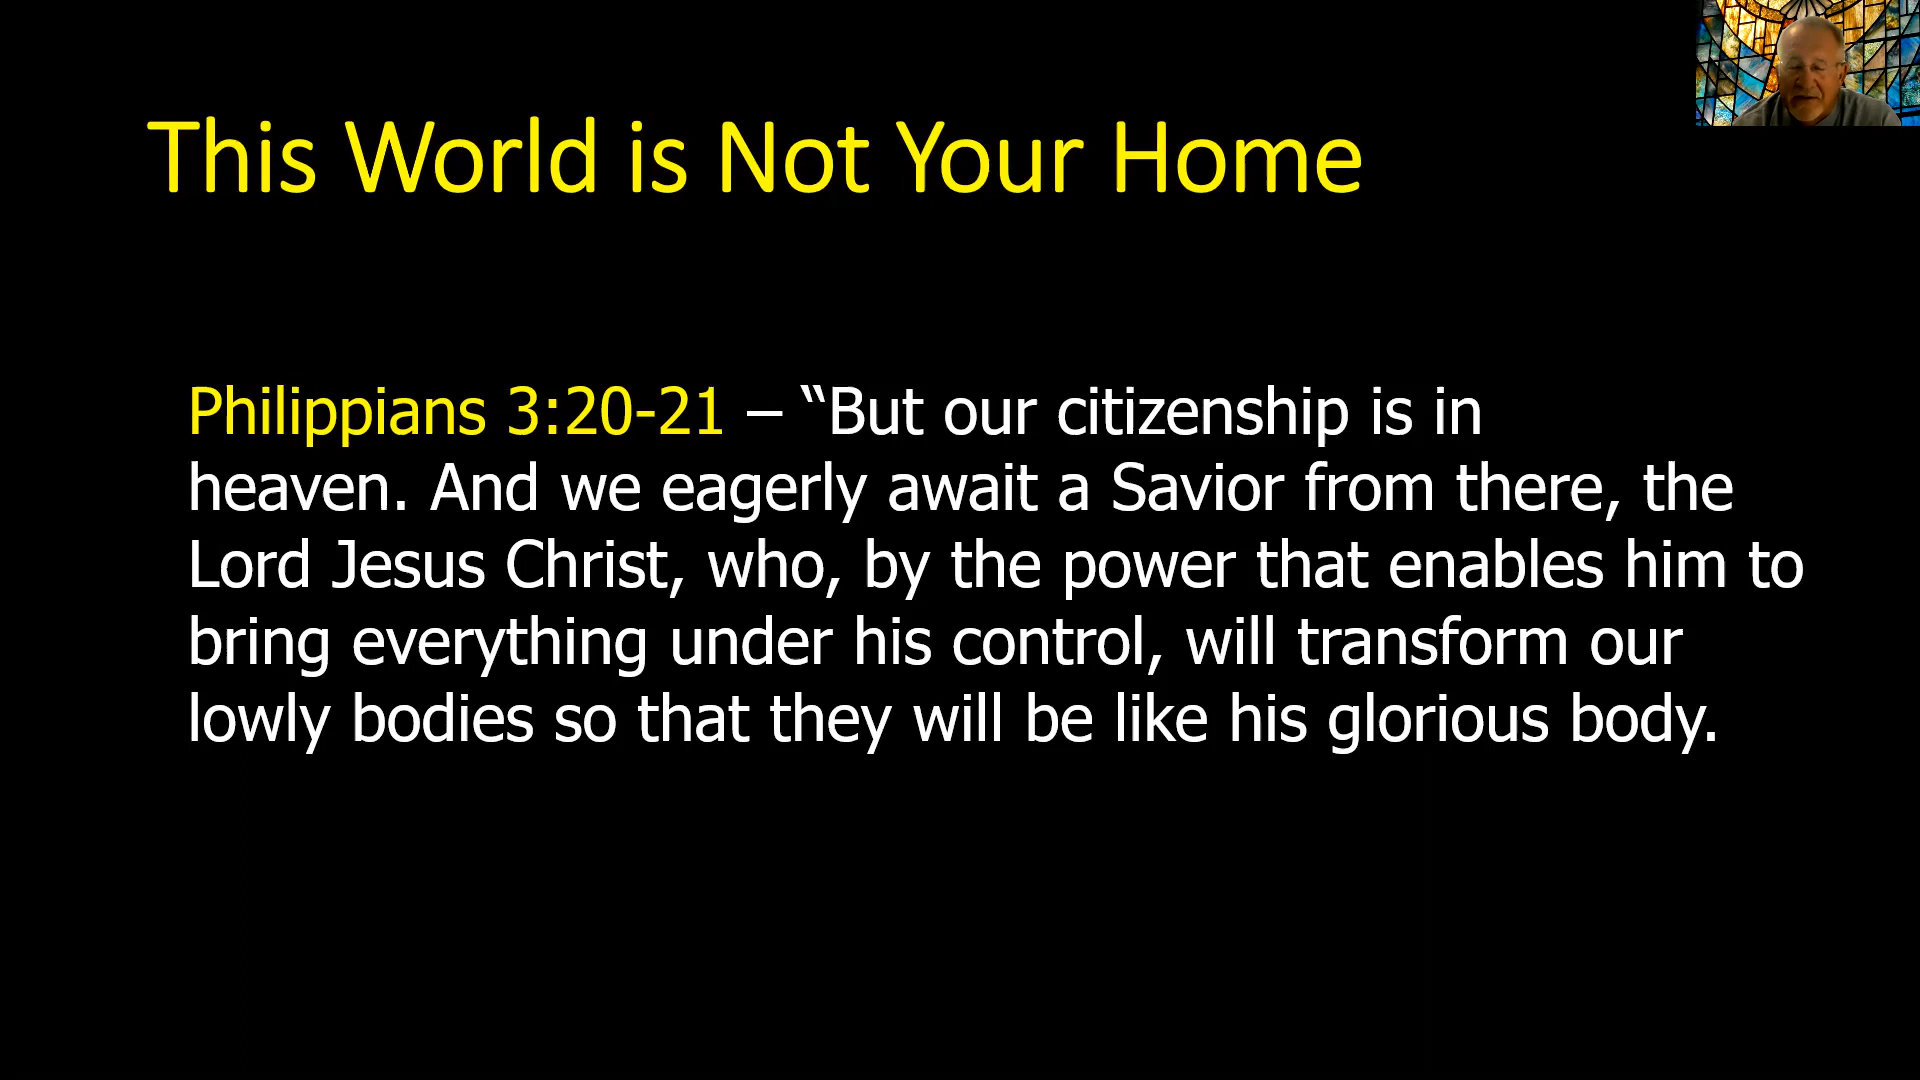 This World is Not Your Home
Philippians 3:20-21 – “But our citizenship is in
heaven. And we eagerly await a Savior from there, the
Lord Jesus Christ, who, by the power that enables him to
bring everything under his control, will transform our
lowly bodies so that they will be like his glorious body.